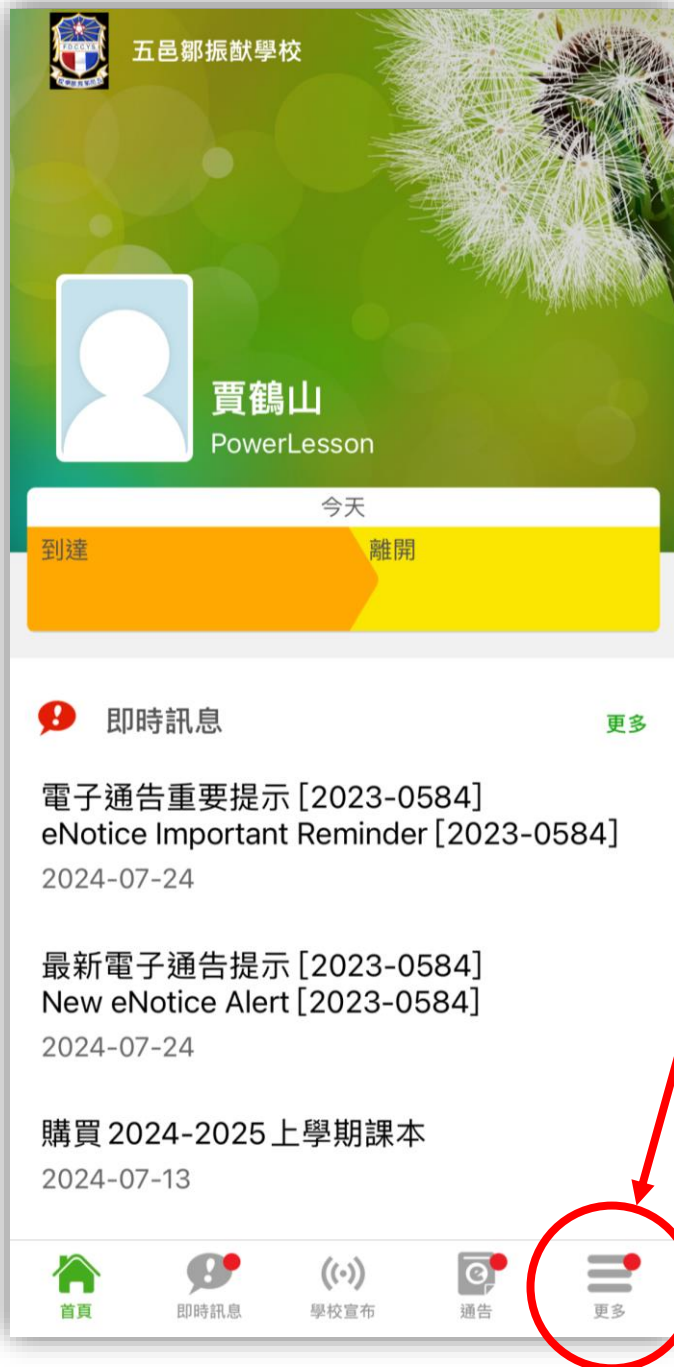 五邑鄒振猷學校
賈鶴山
PowerLesson
今天
到達
離開
即時訊息
更多
電子通告重要提示 [2023-0584]
eNotice Important Reminder [2023-0584]
2024-07-24
最新電子通告提示 [2023-0584]
New eNotice Alert [2023-0584]
2024-07-24
購買 2024-2025 上學期課本
2024-07-13
首頁
即時訊息
學校宣布
通告
更多